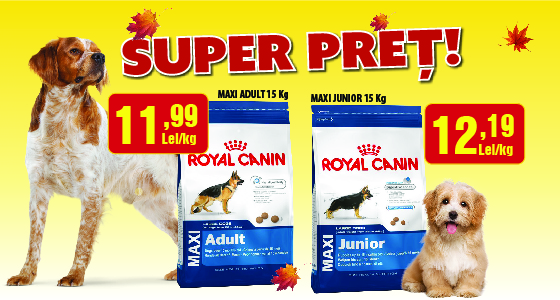 SUPER PREȚ!
MAXI ADULT 15 Kg
MAXI JUNIOR 15 Kg
11,99
Lei/kg
12,19
Lei/kg
ROYAL CANIN
MAXI
Adult
ROYAL CANIN
MAXI
Junior